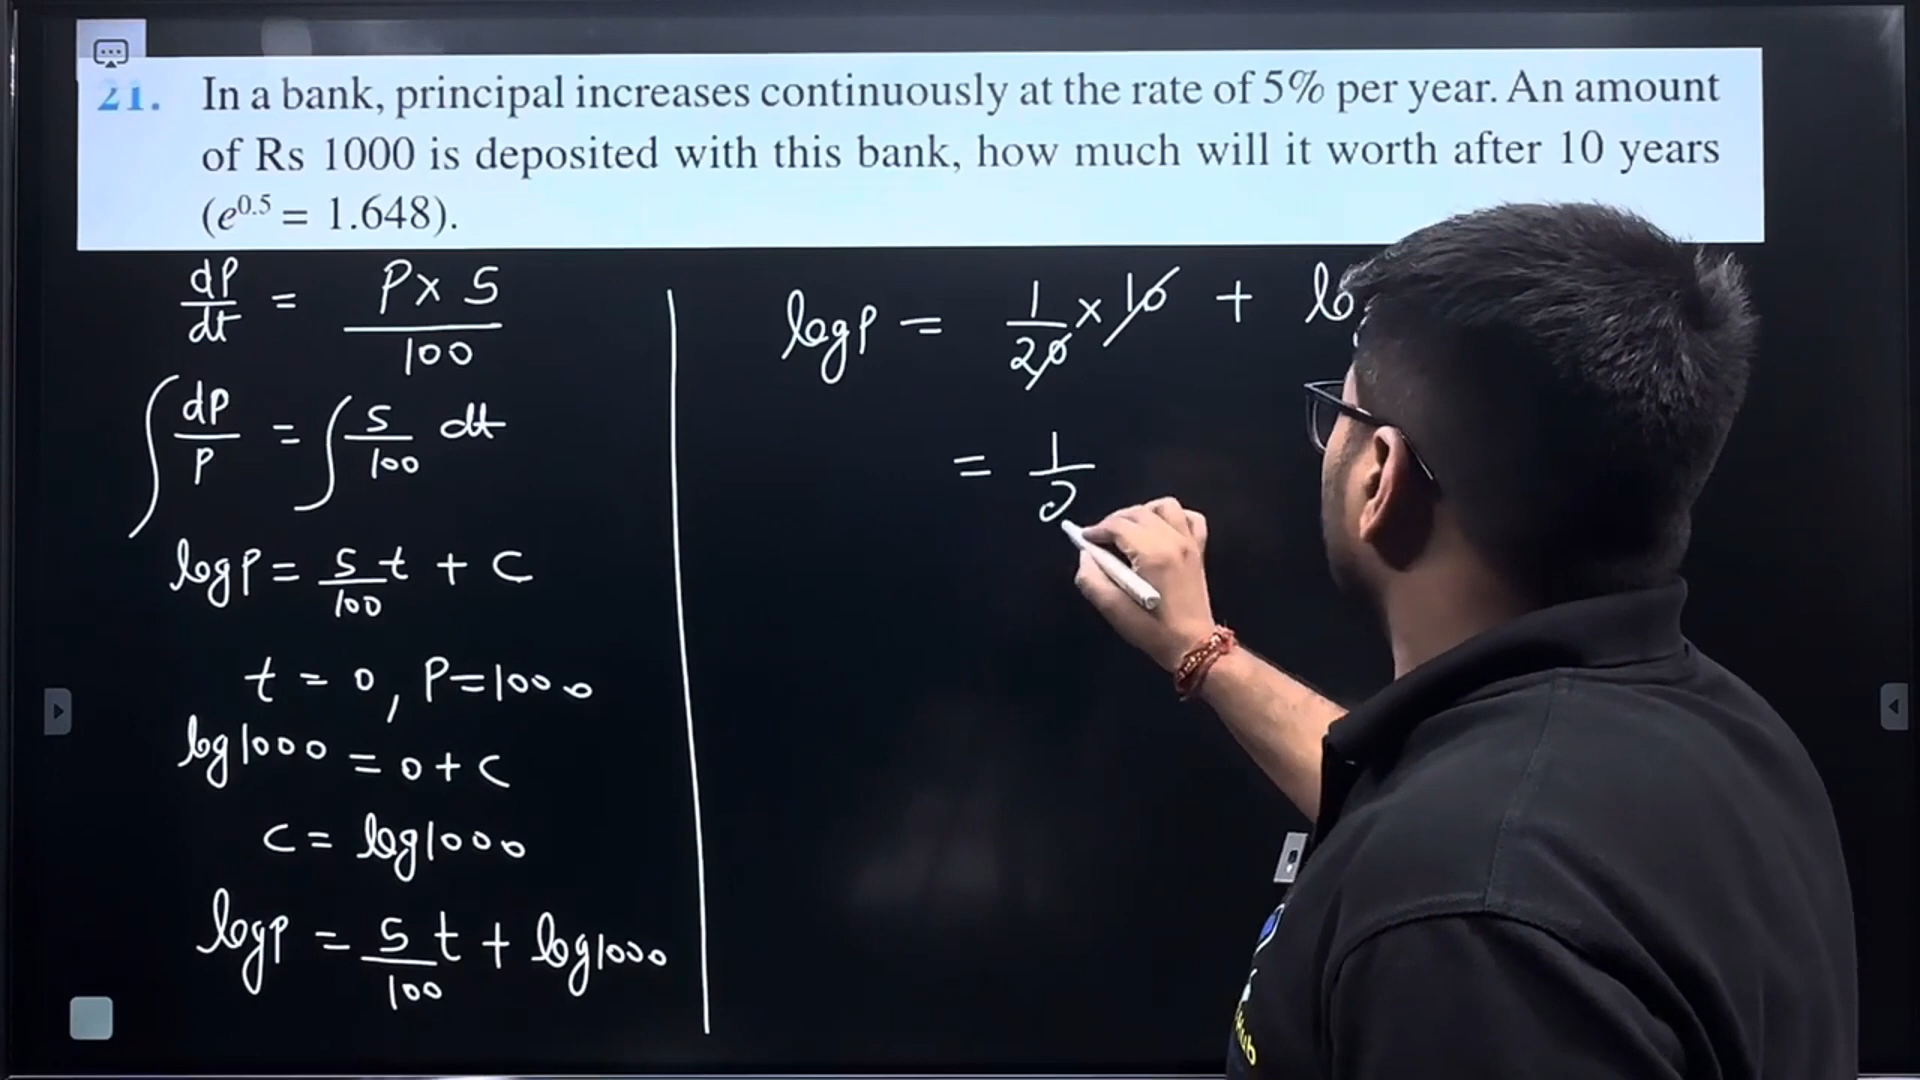 21. In a bank, principal increases continuously at the rate of 5% per year. An amount
of Rs 1000 is deposited with this bank, how much will it worth after 10 years
(e^0.5 = 1.648).
dP/dt = P x 5/100
∫ dP/P = ∫ 5/100 dt
log P = 5/100 t + C
t = 0, P = 1000
log 1000 = 0 + C
C = log 1000
log P = 5/100 t + log 1000
log P = 1/20 x 10 + lo
= 1/2